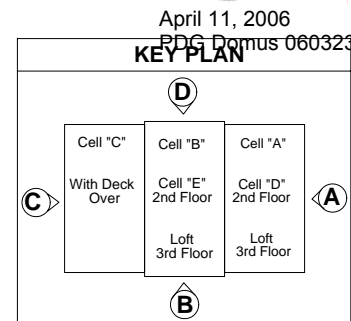 April 11, 2006
PDG Domus 060323
KEY PLAN
D
Cell "C"
With Deck
Over
Cell "B"
Cell "E"
2nd Floor
Loft
3rd Floor
Cell "A"
Cell "D"
2nd Floor
Loft
3rd Floor
C
A
B